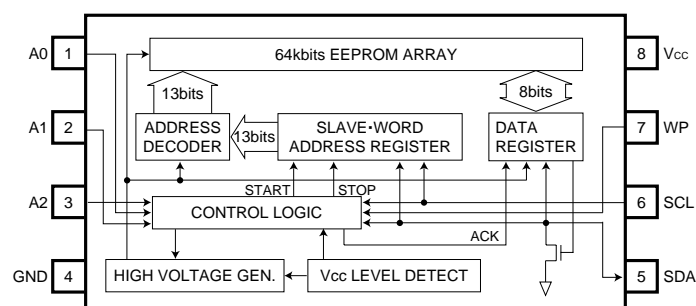 A0 1 64kbits EEPROM ARRAY 8 Vcc
13bits 8bits
A1 2 ADDRESS DECODER 13bits SLAVE・WORD ADDRESS REGISTER DATA REGISTER 7 WP
START STOP
A2 3 CONTROL LOGIC 6 SCL
ACK
GND 4 HIGH VOLTAGE GEN. Vcc LEVEL DETECT 5 SDA